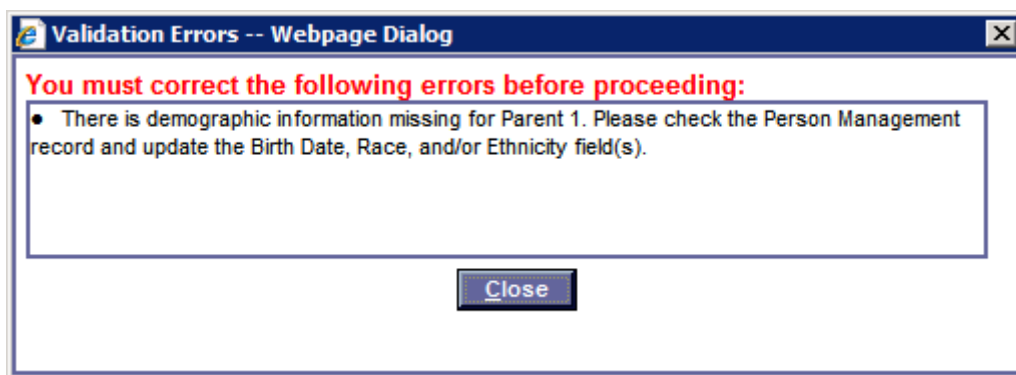 Validation Errors -- Webpage Dialog
You must correct the following errors before proceeding:
● There is demographic information missing for Parent 1. Please check the Person Management
record and update the Birth Date, Race, and/or Ethnicity field(s).
Close